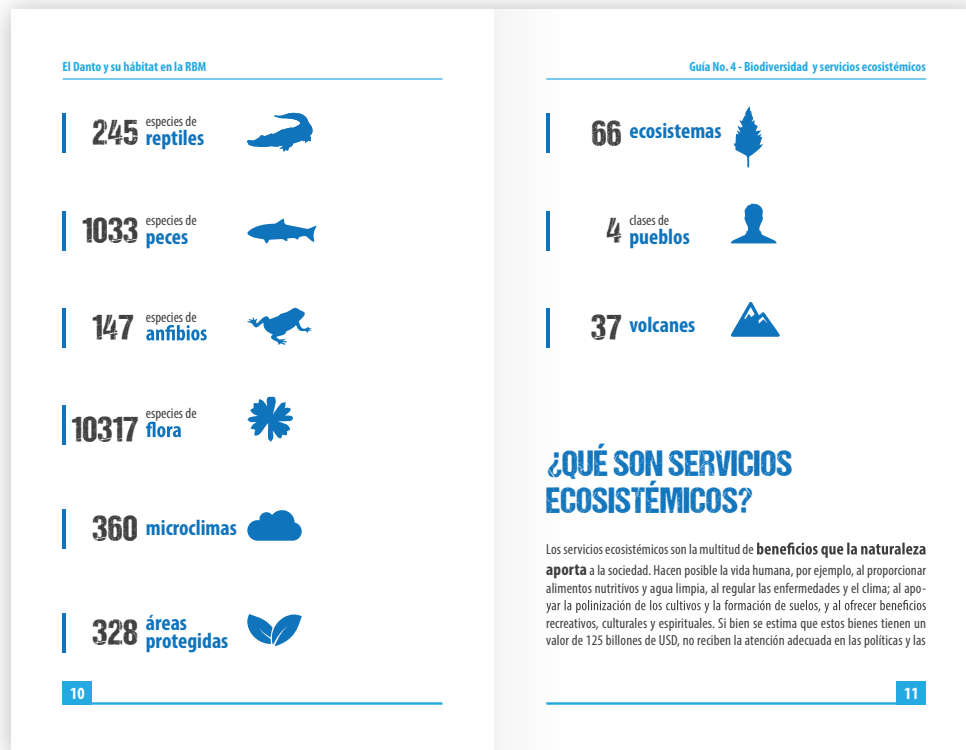 El Danto y su hábitat en la RBM
245 especies de
reptiles
1033 especies de
peces
147 especies de
anfibios
10317 especies de
flora
360 microclimas
328 áreas
protegidas
10
Guía No. 4 - Biodiversidad y servicios ecosistémicos
66 ecosistemas
4 clases de
pueblos
37 volcanes
¿QUÉ SON SERVICIOS
ECOSISTÉMICOS?
Los servicios ecosistémicos son la multitud de beneficios que la naturaleza
aporta a la sociedad. Hacen posible la vida humana, por ejemplo, al proporcionar
alimentos nutritivos y agua limpia, al regular las enfermedades y el clima; al apo-
yar la polinización de los cultivos y la formación de suelos, y al ofrecer beneficios
recreativos, culturales y espirituales. Si bien se estima que estos bienes tienen un
valor de 125 billones de USD, no reciben la atención adecuada en las políticas y las
11